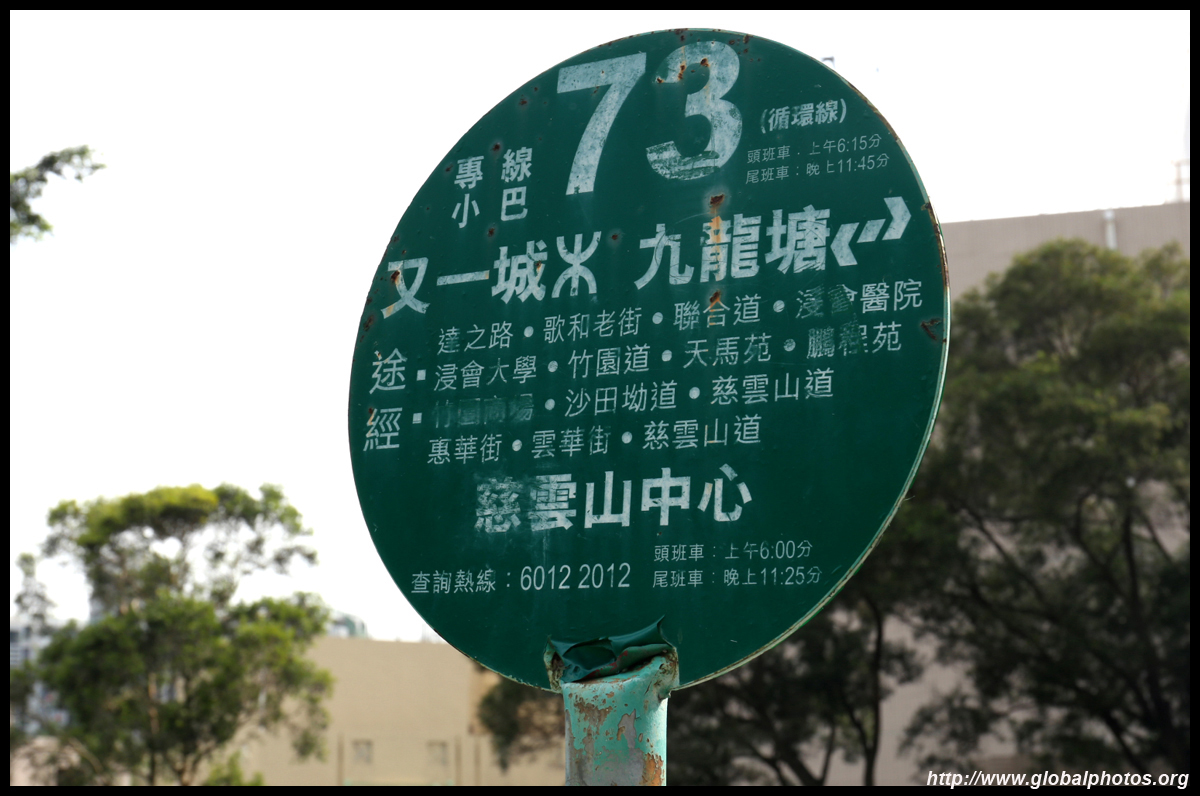 73
(循環線)
頭班車：上午6:15分
尾班車：晚上11:45分
專線
小巴
又一城 九龍塘
途經：
達之路 • 歌和老街 • 聯合道 • 浸會醫院
浸會大學 • 竹園道 • 天馬苑 • 鵬程苑
竹園商場 • 沙田坳道 • 慈雲山道
惠華街 • 雲華街 • 慈雲山道
慈雲山中心
頭班車：上午6:00分
查詢熱線：6012 2012
尾班車：晚上11:25分
http://www.globalphotos.org